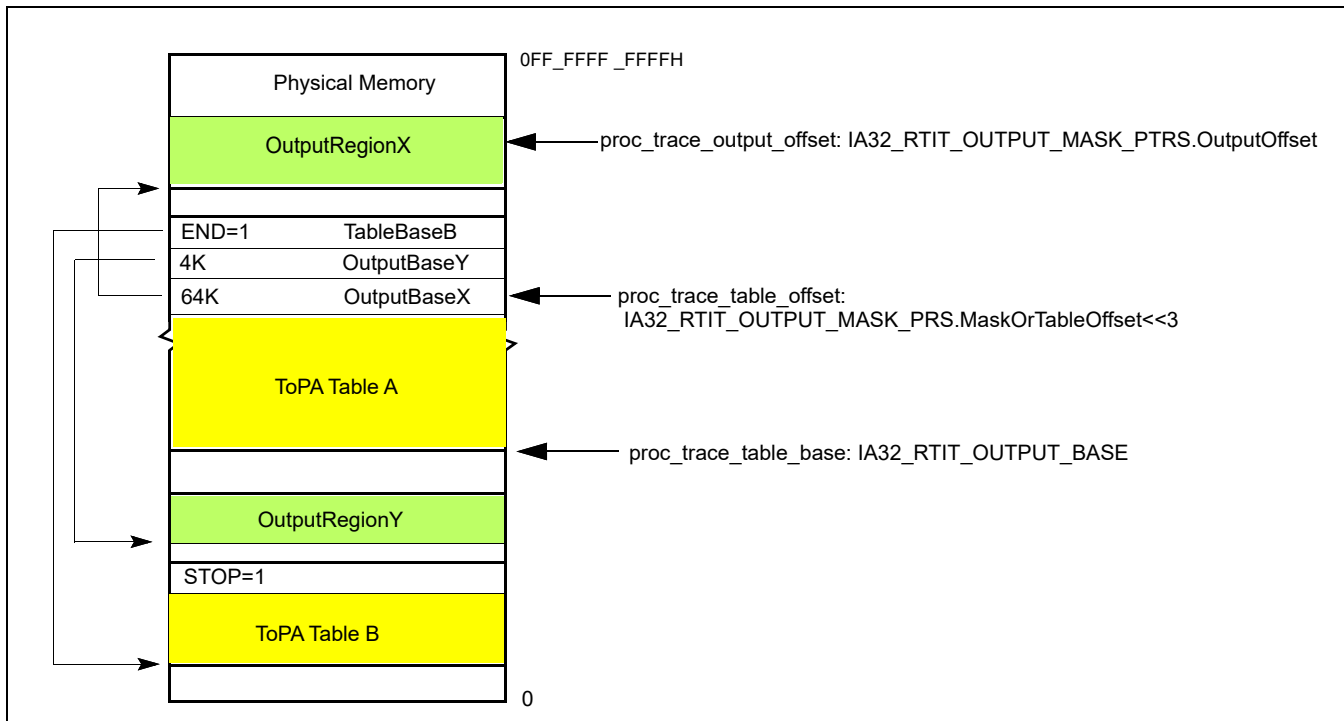 0FF_FFFF _FFFFH
Physical Memory
OutputRegionX
proc_trace_output_offset: IA32_RTIT_OUTPUT_MASK_PTRS.OutputOffset
END=1 TableBaseB
4K OutputBaseY
64K OutputBaseX
proc_trace_table_offset:
IA32_RTIT_OUTPUT_MASK_PRS.MaskOrTableOffset<<3
ToPA Table A
proc_trace_table_base: IA32_RTIT_OUTPUT_BASE
OutputRegionY
STOP=1
ToPA Table B
0